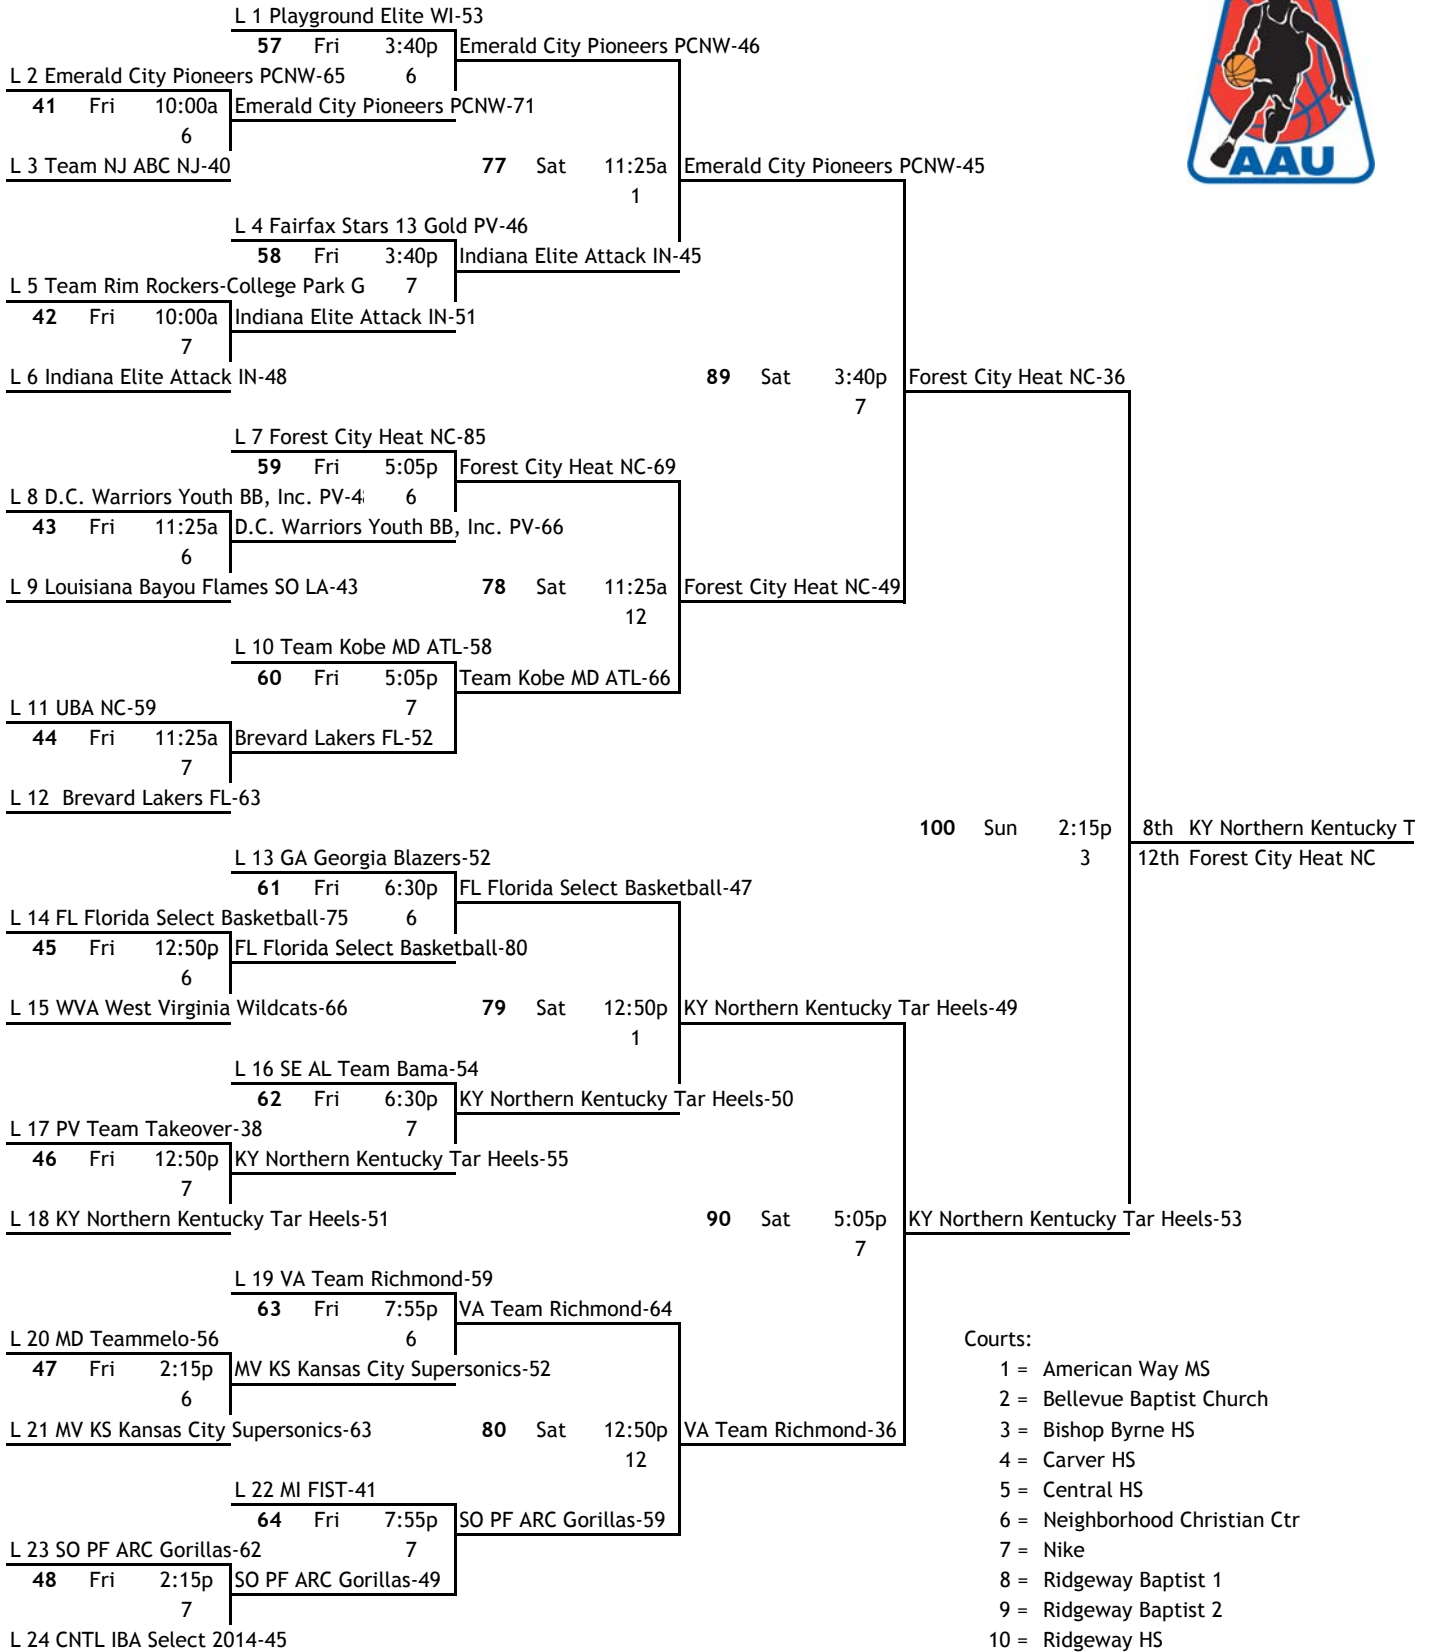 L 1 Playground Elite WI-53
57 Fri 3:40p Emerald City Pioneers PCNW-46
L 2 Emerald City Pioneers PCNW-65 6
41 Fri 10:00a Emerald City Pioneers PCNW-71
6
L 3 Team NJ ABC NJ-40 77 Sat 11:25a Emerald City Pioneers PCNW-45
1
L 4 Fairfax Stars 13 Gold PV-46
58 Fri 3:40p Indiana Elite Attack IN-45
L 5 Team Rim Rockers-College Park G 7
42 Fri 10:00a Indiana Elite Attack IN-51
7
L 6 Indiana Elite Attack IN-48 89 Sat 3:40p Forest City Heat NC-36
7
L 7 Forest City Heat NC-85
59 Fri 5:05p Forest City Heat NC-69
L 8 D.C. Warriors Youth BB, Inc. 6
43 Fri 11:25a D.C. Warriors Youth BB, Inc. PV-66
6
L 9 Louisiana Bayou Flames SO LA-43 78 Sat 11:25a Forest City Heat NC-49
12
L 10 Team Kobe MD ATL-58
60 Fri 5:05p Team Kobe MD ATL-66
L 11 UBA NC-59 7
44 Fri 11:25a Brevard Lakers FL-52
7
L 12 Brevard Lakers FL-63
100 Sun 2:15p 8th KY Northern Kentucky T
L 13 GA Georgia Blazers-52 3 12th Forest City Heat NC
61 Fri 6:30p FL Florida Select Basketball-47
L 14 FL Florida Select Basketball-75 6
45 Fri 12:50p FL Florida Select Basketball-80
6
L 15 WVA West Virginia Wildcats-66 79 Sat 12:50p KY Northern Kentucky Tar Heels-49
1
L 16 SE AL Team Bama-54
62 Fri 6:30p KY Northern Kentucky Tar Heels-50
L 17 PV Team Takeover-38 7
46 Fri 12:50p KY Northern Kentucky Tar Heels-55
7
L 18 KY Northern Kentucky Tar Heels-51 90 Sat 5:05p KY Northern Kentucky Tar Heels-53
7
L 19 VA Team Richmond-59
63 Fri 7:55p VA Team Richmond-64
L 20 MD Teammelo-56 6 Courts:
47 Fri 2:15p MV KS Kansas City Supersonics-52 1 = American Way MS
6 2 = Bellevue Baptist Church
L 21 MV KS Kansas City Supersonics-63 80 Sat 12:50p VA Team Richmond-36 3 = Bishop Byrne HS
12 4 = Carver HS
L 22 MI FIST-41 5 = Central HS
64 Fri 7:55p SO PF ARC Gorillas-59 6 = Neighborhood Christian Ctr
L 23 SO PF ARC Gorillas-62 7 7 = Nike
48 Fri 2:15p SO PF ARC Gorillas-49 8 = Ridgeway Baptist 1
7 9 = Ridgeway Baptist 2
L 24 CNTL IBA Select 2014-45 10 = Ridgeway HS
AAU